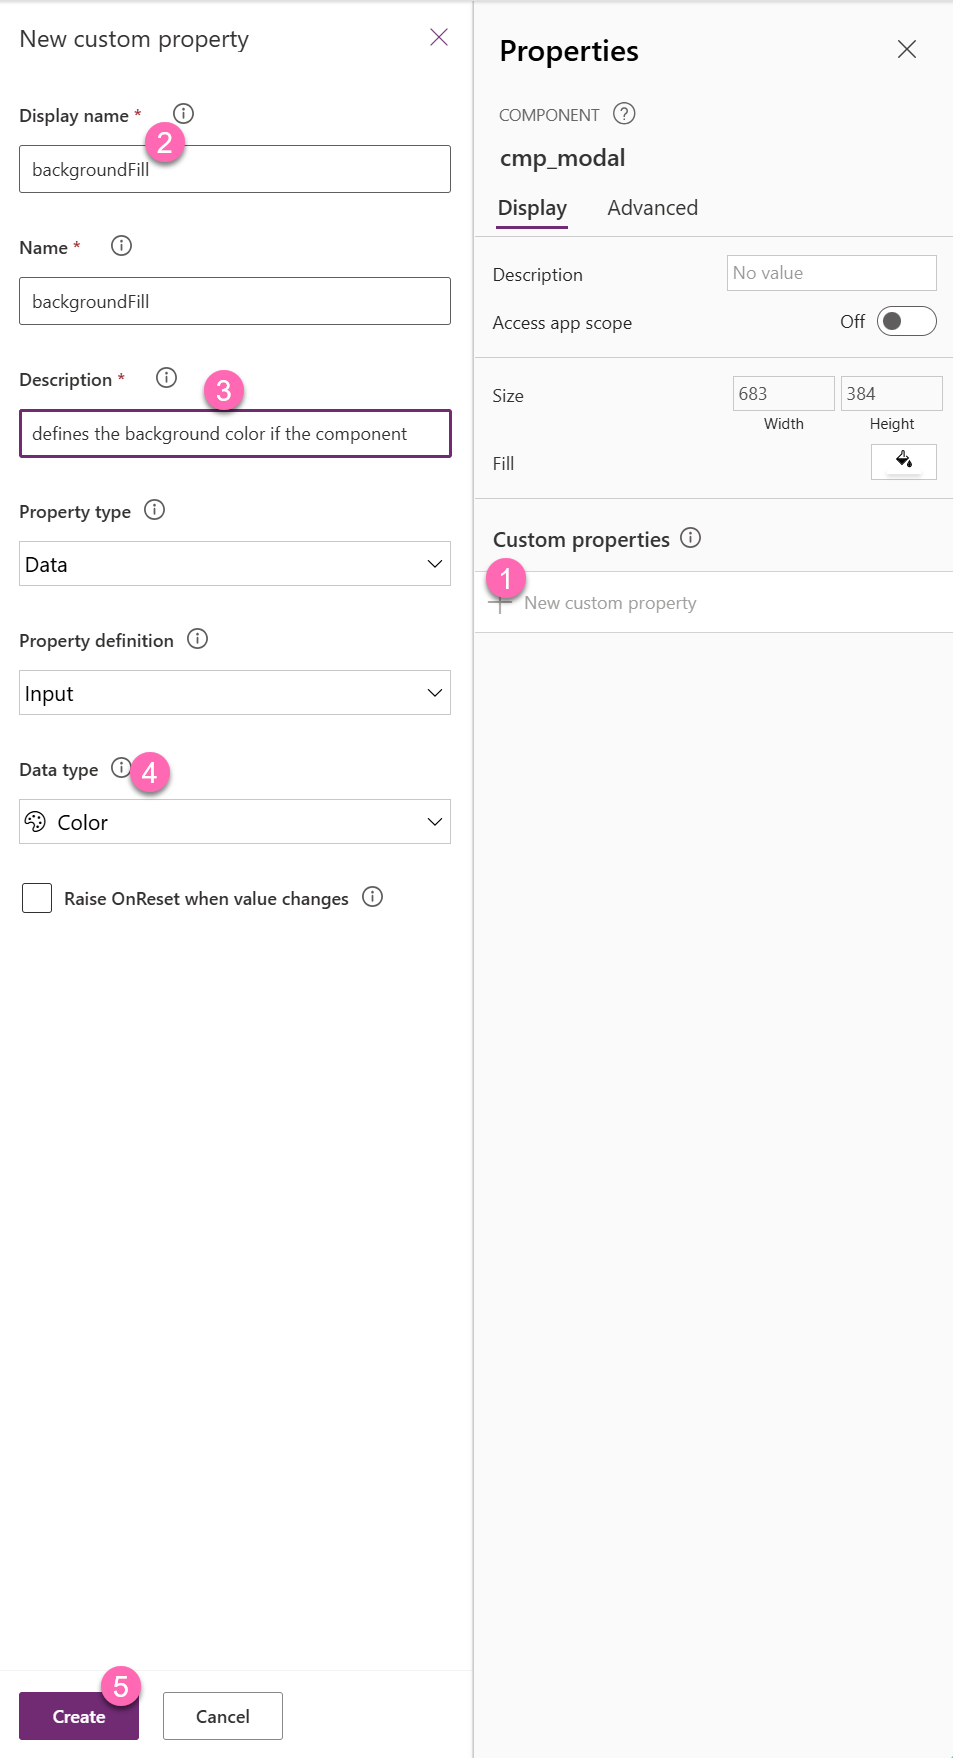 New custom property
Display name *
2
backgroundFill
Name *
backgroundFill
Description *
3
defines the background color if the component
Property type
Data
Property definition
Input
Data type
4
Color
Raise OnReset when value changes
5
Create
Cancel
Properties
COMPONENT
cmp_modal
Display
Advanced
Description
No value
Access app scope
Off
Size
683
384
Width
Height
Fill
Custom properties
1
New custom property